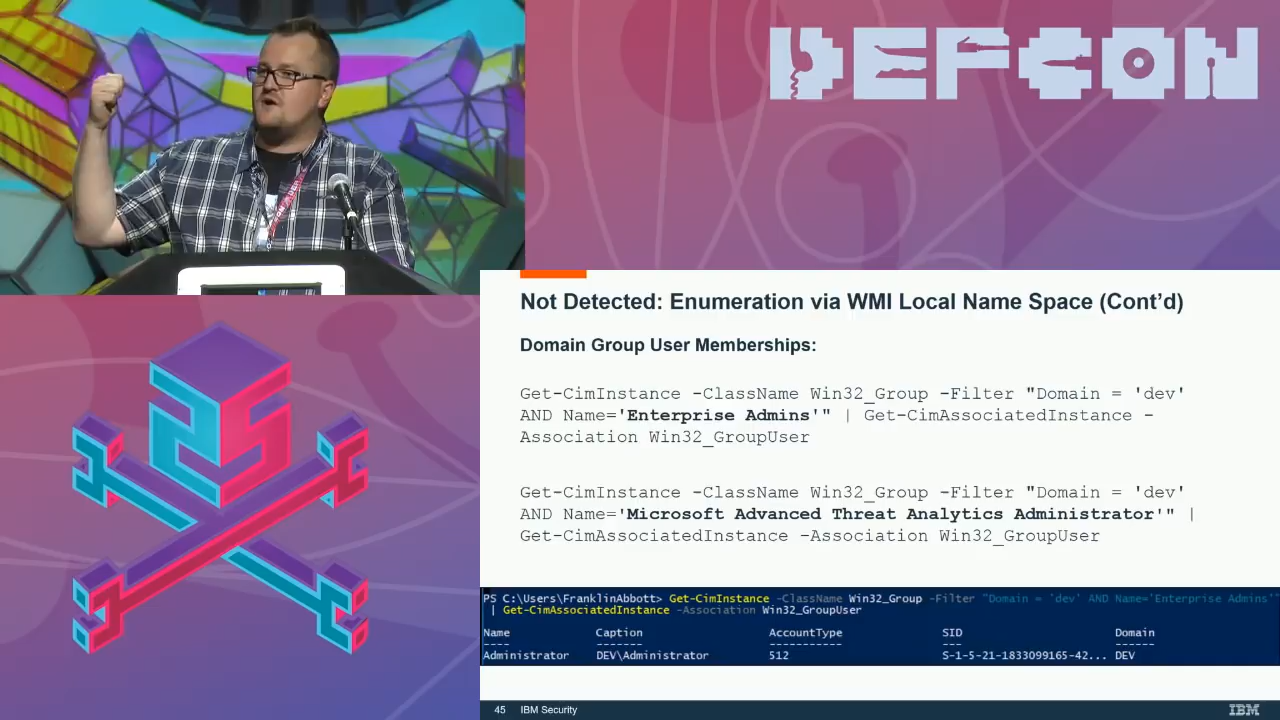 DEFCON
Not Detected: Enumeration via WMI Local Name Space (Cont'd)
Domain Group User Memberships:
Get-CimInstance -ClassName Win32_Group -Filter "Domain = 'dev'
AND Name='Enterprise Admins'" | Get-CimAssociatedInstance -
Association Win32_GroupUser
Get-CimInstance -ClassName Win32_Group -Filter "Domain = 'dev'
AND Name='Microsoft Advanced Threat Analytics Administrator'" |
Get-CimAssociatedInstance -Association Win32_GroupUser
PS C:\Users\FranklinAbbott> Get-CimInstance -ClassName Win32_Group -Filter "Domain = 'dev' AND Name='Enterprise Admins'"
| Get-CimAssociatedInstance -Association Win32_GroupUser
Name Caption AccountType SID Domain
---- ------- ----------- --- ------
Administrator DEV\Administrator 512 S-1-5-21-1833099165-42... DEV
45 IBM Security
IBM